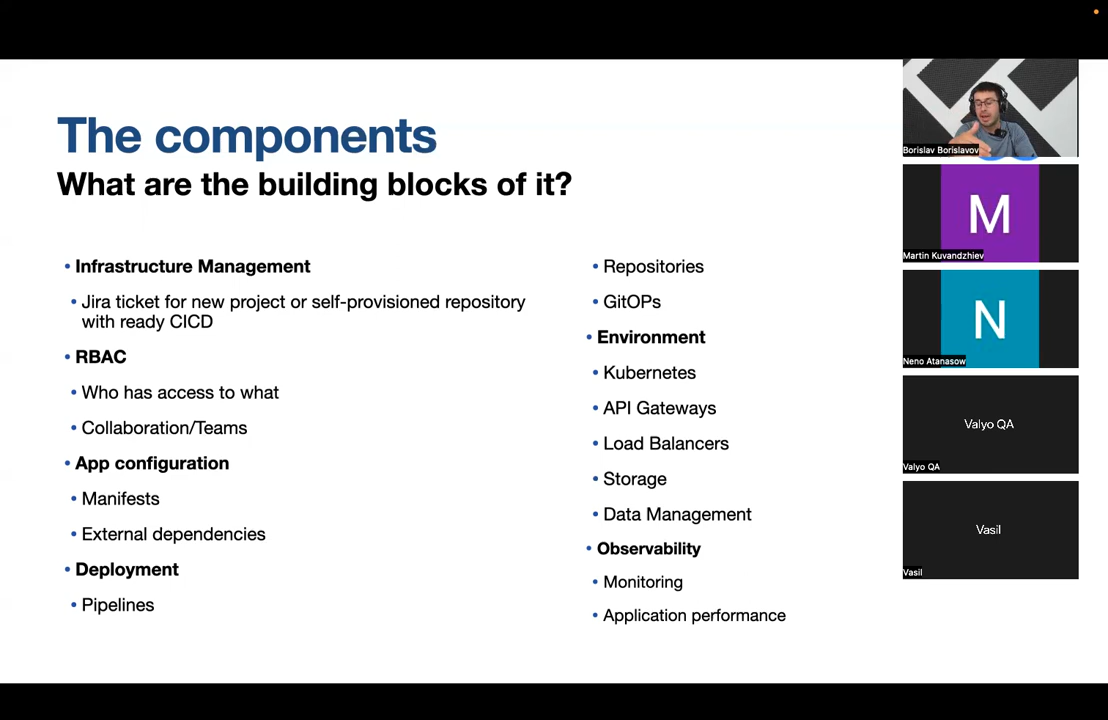 The components
What are the building blocks of it?
• Infrastructure Management
• Jira ticket for new project or self-provisioned repository
with ready CICD
• RBAC
• Who has access to what
• Collaboration/Teams
• App configuration
• Manifests
• External dependencies
• Deployment
• Pipelines
• Repositories
• GitOPs
• Environment
• Kubernetes
• API Gateways
• Load Balancers
• Storage
• Data Management
• Observability
• Monitoring
• Application performance
Borislav Borislavov
M
Martin Kuvandzhiev
N
Neno Atanasow
Valyo QA
Valyo QA
Vasil
Vasil